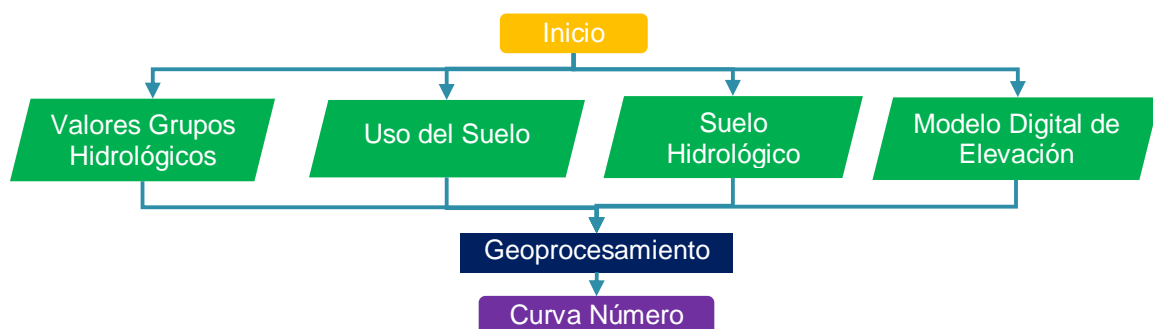 Inicio
Valores Grupos
Hidrológicos
Uso del Suelo
Suelo
Hidrológico
Modelo Digital de
Elevación
Geoprocesamiento
Curva Número